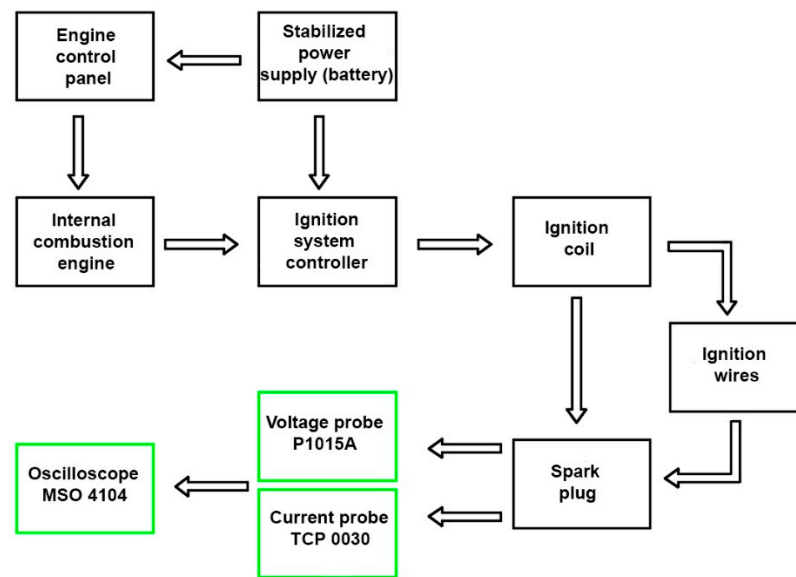 Engine
control
panel
Stabilized
power
supply (battery)
Internal
combustion
engine
Ignition
system
controller
Ignition
coil
Ignition
wires
Voltage probe
P1015A
Oscilloscope
MSO 4104
Spark
plug
Current probe
TCP 0030